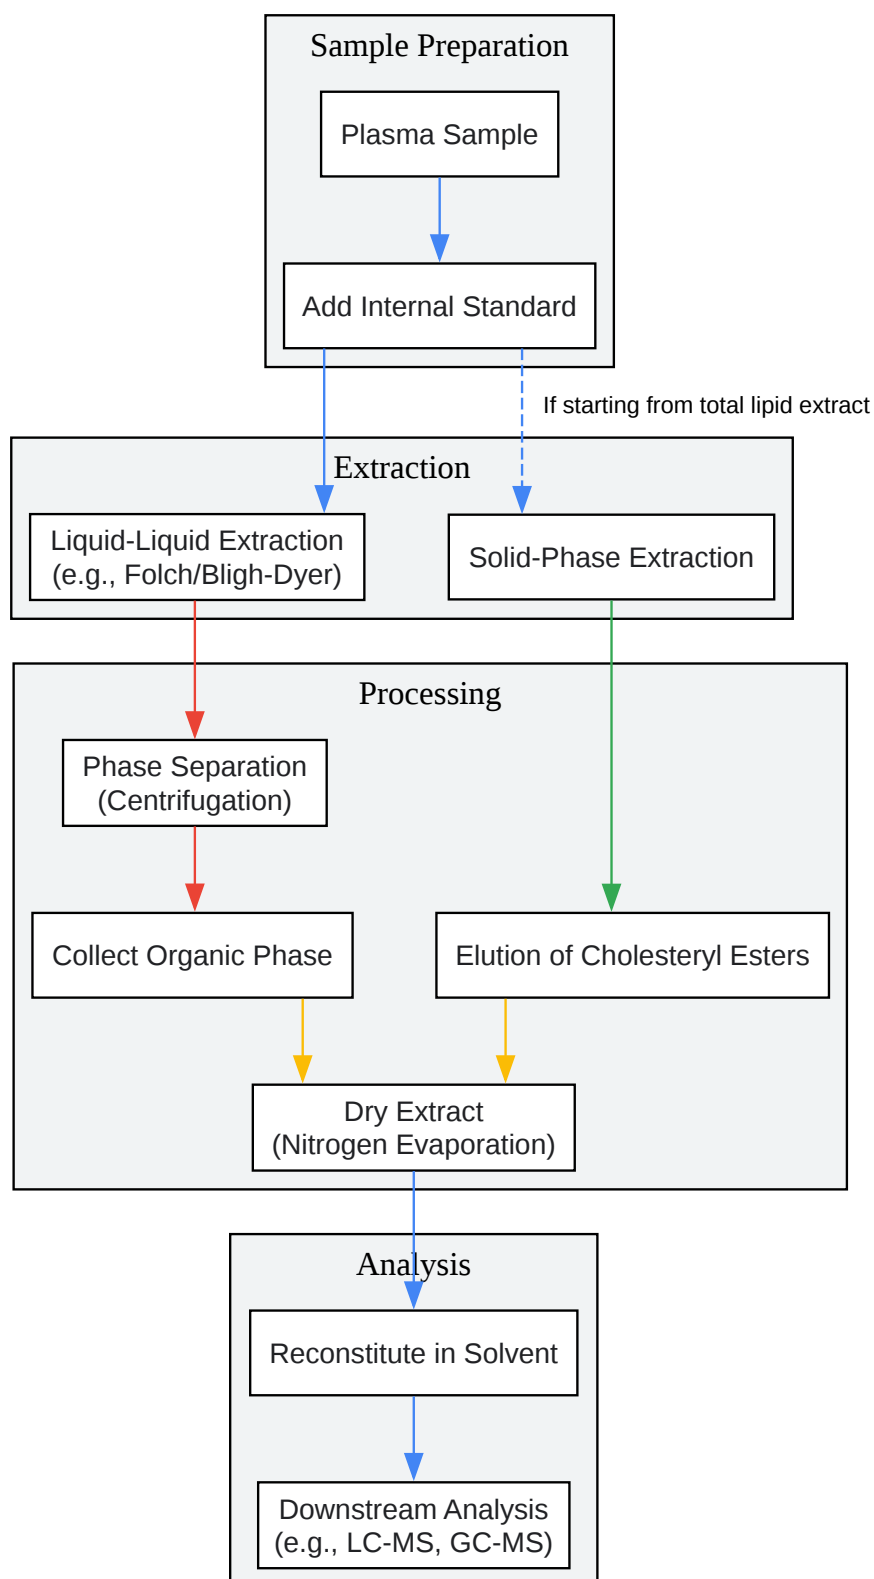 Sample Preparation
Plasma Sample
Add Internal Standard
If starting from total lipid extract
Extraction
Liquid-Liquid Extraction
(e.g., Folch/Bligh-Dyer)
Solid-Phase Extraction
Processing
Phase Separation
(Centrifugation)
Collect Organic Phase
Elution of Cholesteryl Esters
Dry Extract
(Nitrogen Evaporation)
Analysis
Reconstitute in Solvent
Downstream Analysis
(e.g., LC-MS, GC-MS)